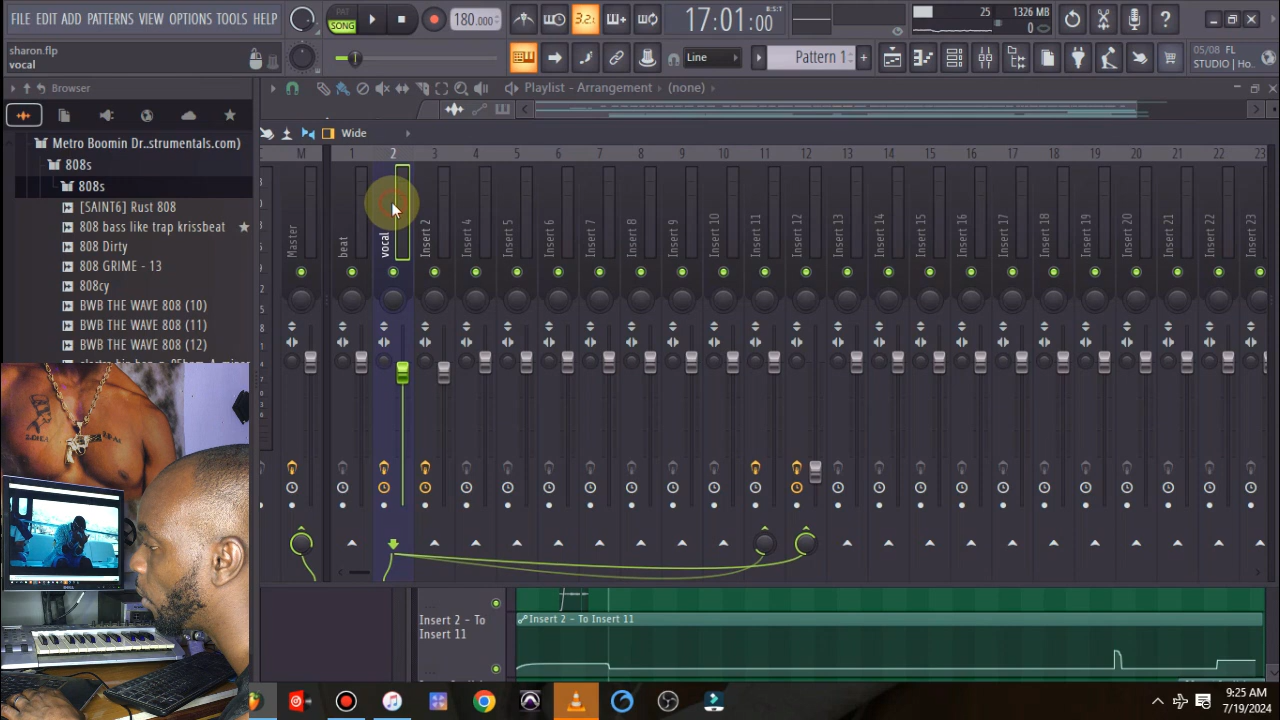 FILE EDIT ADD PATTERNS VIEW OPTIONS TOOLS HELP
PAT
SONG
180.000
3.2.
17:01:00
B:S:T
25
1326 MB
0
sharon.flp
vocal
Line
Pattern 1
05/08 FL
STUDIO | Ho..
Browser
Playlist - Arrangement
(none)
Wide
Metro Boomin Dr..strumentals.com)
808s
808s
[SAINT6] Rust 808
808 bass like trap krissbeat
808 Dirty
808 GRIME - 13
808cy
BWB THE WAVE 808 (10)
BWB THE WAVE 808 (11)
BWB THE WAVE 808 (12)
C M 1 2 3 4 5 6 7 8 9 10 11 12 13 14 15 16 17 18 19 20 21 22 23
Master
beat
vocal
Insert 2
Insert 4
Insert 5
Insert 6
Insert 7
Insert 8
Insert 9
Insert 10
Insert 11
Insert 12
Insert 13
Insert 14
Insert 15
Insert 16
Insert 17
Insert 18
Insert 19
Insert 20
Insert 21
Insert 22
Insert 23
Insert 2 - To
Insert 11
Insert 2 - To Insert 11
9:25 AM
7/19/2024